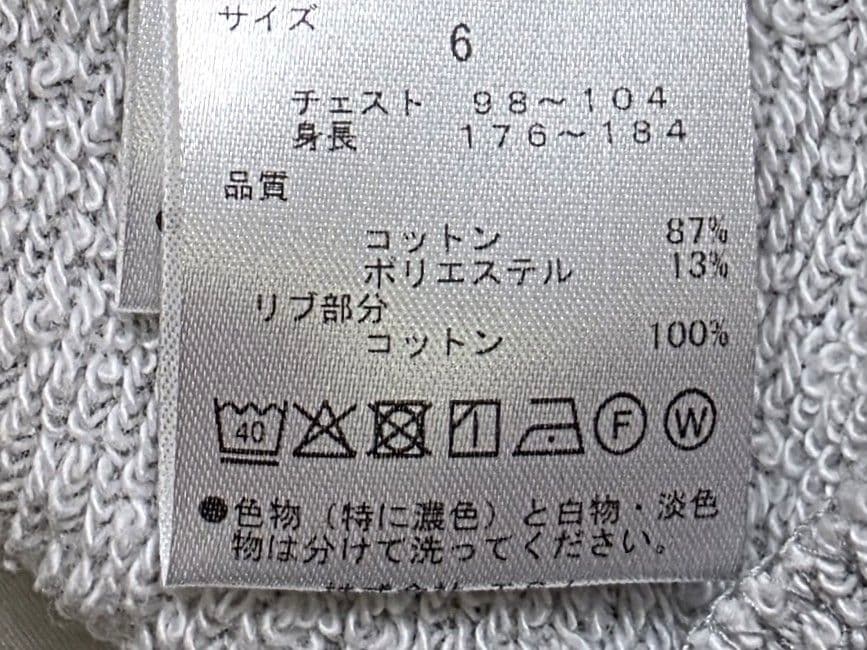 サイズ
6
チェスト 98～104
身長 176～184
品質
コットン 87%
ポリエステル 13%
リブ部分
コットン 100%
40 F W
●色物（特に濃色）と白物・淡色
物は分けて洗ってください。